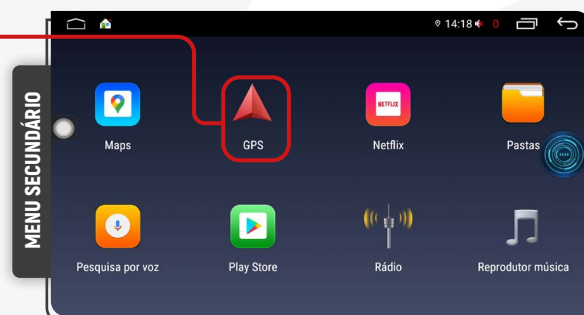 14:18 0
MENU SECUNDÁRIO
NETFLIX
Maps GPS Netflix Pastas
Pesquisa por voz Play Store Rádio Reprodutor música